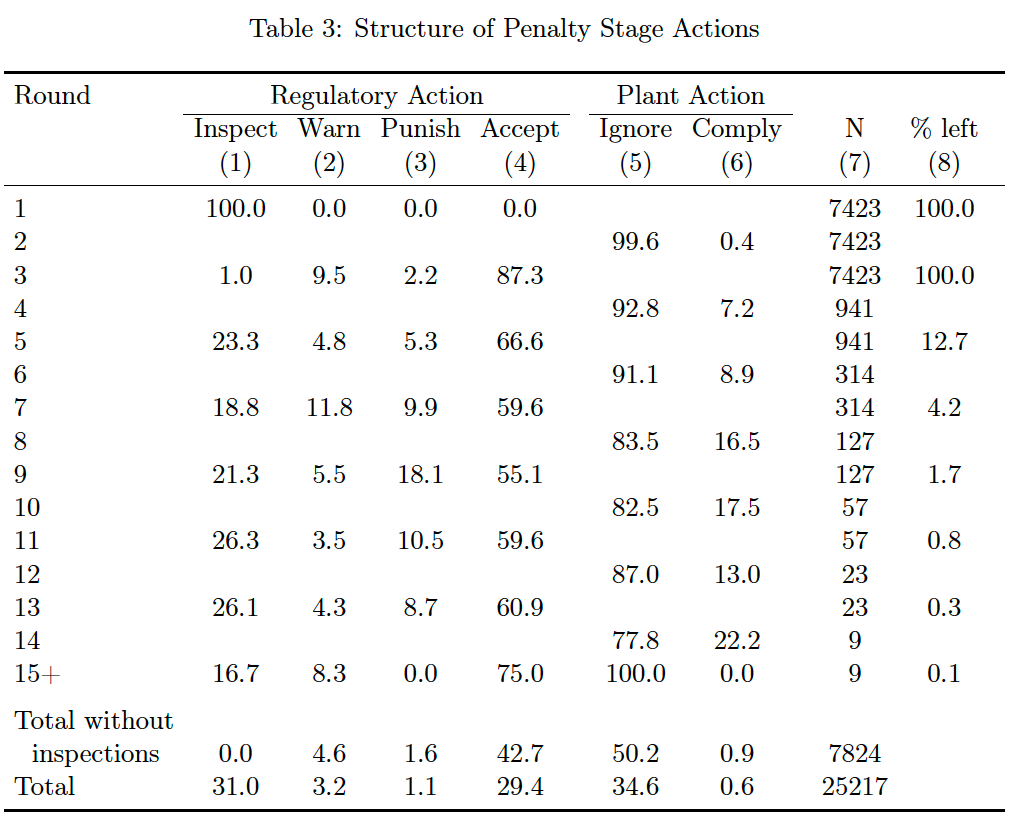 Table 3: Structure of Penalty Stage Actions
Round Regulatory Action Plant Action
Inspect Warn Punish Accept Ignore Comply N % left
(1) (2) (3) (4) (5) (6) (7) (8)
1 100.0 0.0 0.0 0.0 7423 100.0
2 99.6 0.4 7423
3 1.0 9.5 2.2 87.3 7423 100.0
4 92.8 7.2 941
5 23.3 4.8 5.3 66.6 941 12.7
6 91.1 8.9 314
7 18.8 11.8 9.9 59.6 314 4.2
8 83.5 16.5 127
9 21.3 5.5 18.1 55.1 127 1.7
10 82.5 17.5 57
11 26.3 3.5 10.5 59.6 57 0.8
12 87.0 13.0 23
13 26.1 4.3 8.7 60.9 23 0.3
14 77.8 22.2 9
15+ 16.7 8.3 0.0 75.0 100.0 0.0 9 0.1
Total without
inspections 0.0 4.6 1.6 42.7 50.2 0.9 7824
Total 31.0 3.2 1.1 29.4 34.6 0.6 25217